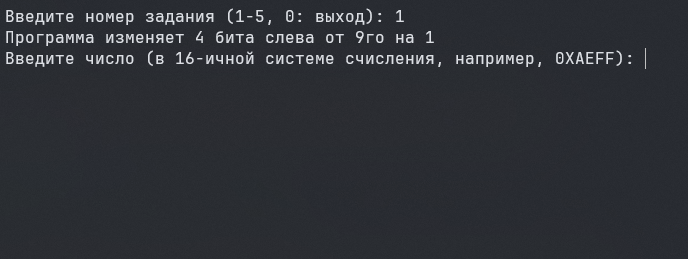 Введите номер задания (1-5, 0: выход): 1
Программа изменяет 4 бита слева от 9го на 1
Введите число (в 16-ичной системе счисления, например, 0XAEFF):